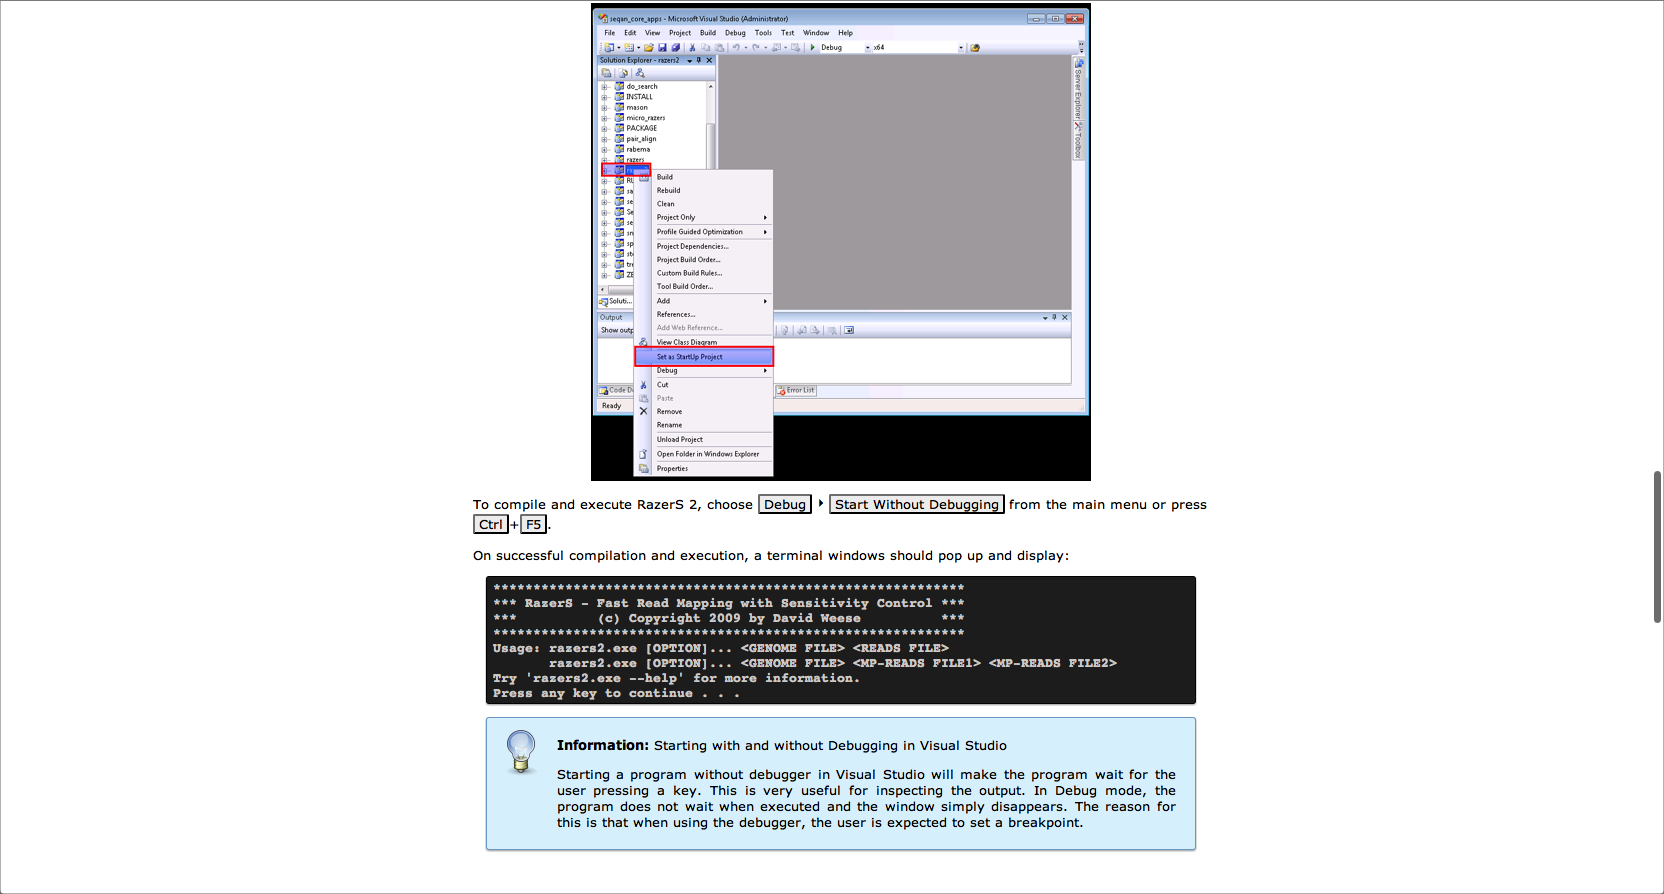 seqan_core_apps - Microsoft Visual Studio (Administrator)
File Edit View Project Build Debug Tools Test Window Help
Debug x64
Solution Explorer - razers2
do_search
INSTALL
mason
micro_razers
PACKAGE
pair_align
rabema
razers
Server Explorer
Toolbox
Build
Rebuild
Clean
Project Only
Profile Guided Optimization
Project Dependencies...
Project Build Order...
Custom Build Rules...
Tool Build Order...
Add
References...
Add Web Reference...
View Class Diagram
Set as StartUp Project
Debug
Cut
Paste
Remove
Rename
Unload Project
Open Folder in Windows Explorer
Properties
Soluti...
Output
Show outp
Code D
Error List
Ready
To compile and execute RazerS 2, choose Debug ‣ Start Without Debugging from the main menu or press
Ctrl+F5.
On successful compilation and execution, a terminal windows should pop up and display:
***********************************************************
*** RazerS - Fast Read Mapping with Sensitivity Control ***
***          (c) Copyright 2009 by David Weese          ***
***********************************************************
Usage: razers2.exe [OPTION]... <GENOME FILE> <READS FILE>
       razers2.exe [OPTION]... <GENOME FILE> <MP-READS FILE1> <MP-READS FILE2>
Try 'razers2.exe --help' for more information.
Press any key to continue . . .
Information: Starting with and without Debugging in Visual Studio
Starting a program without debugger in Visual Studio will make the program wait for the
user pressing a key. This is very useful for inspecting the output. In Debug mode, the
program does not wait when executed and the window simply disappears. The reason for
this is that when using the debugger, the user is expected to set a breakpoint.